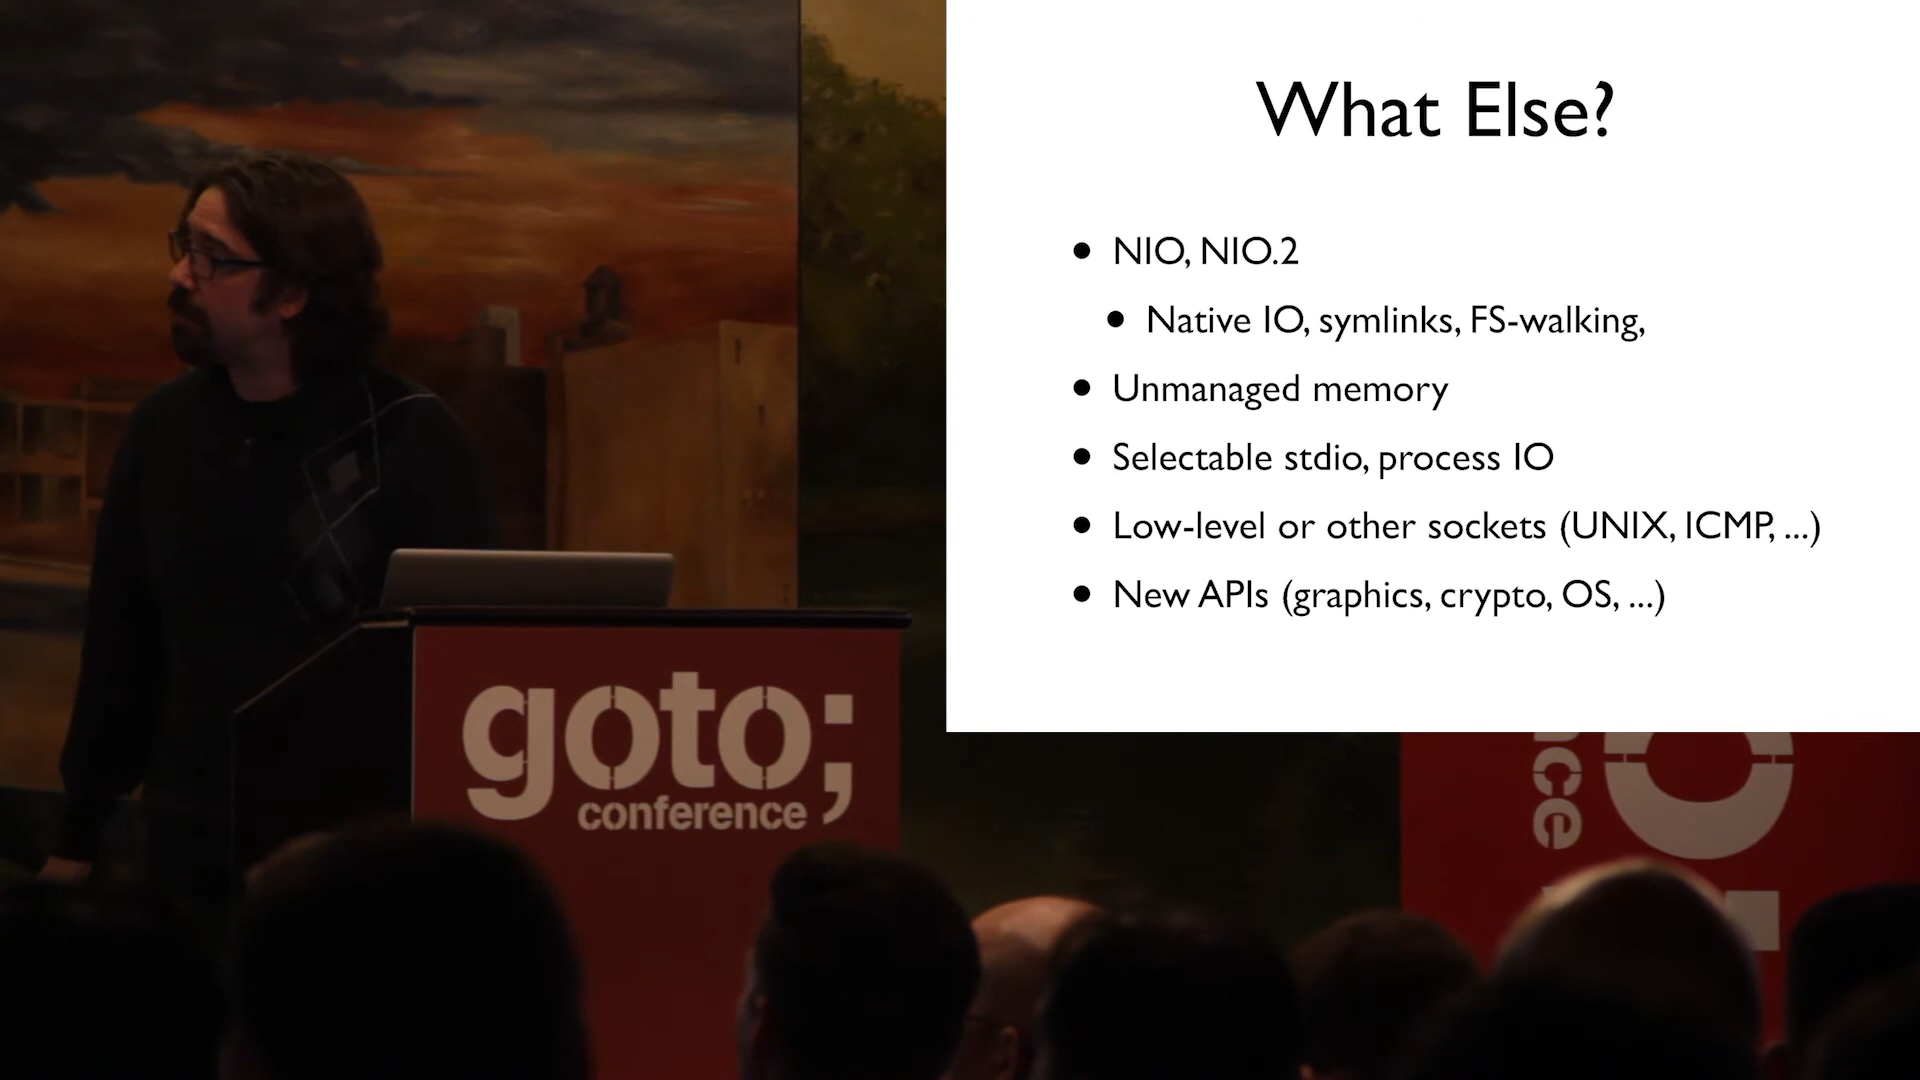 What Else?
• NIO, NIO.2
• Native IO, symlinks, FS-walking,
• Unmanaged memory
• Selectable stdio, process IO
• Low-level or other sockets (UNIX, ICMP, ...)
• New APIs (graphics, crypto, OS, ...)
goto;
conference